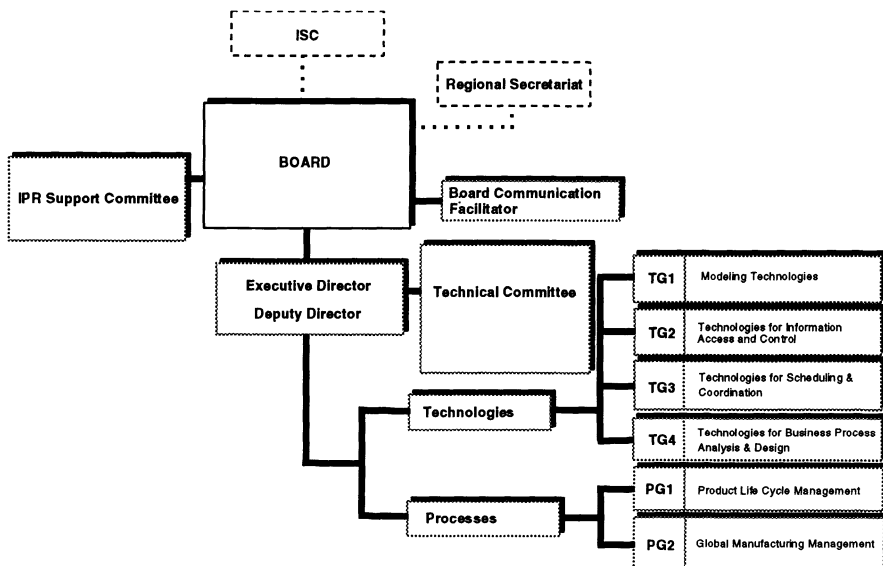 ISC
Regional Secretariat
BOARD
IPR Support Committee
Board Communication
Facilitator
Executive Director
Deputy Director
Technical Committee
TG1
Modeling Technologies
TG2
Technologies for Information
Access and Control
TG3
Technologies for Scheduling &
Coordination
Technologies
TG4
Technologies for Business Process
Analysis & Design
PG1
Product Life Cycle Management
Processes
PG2
Global Manufacturing Management